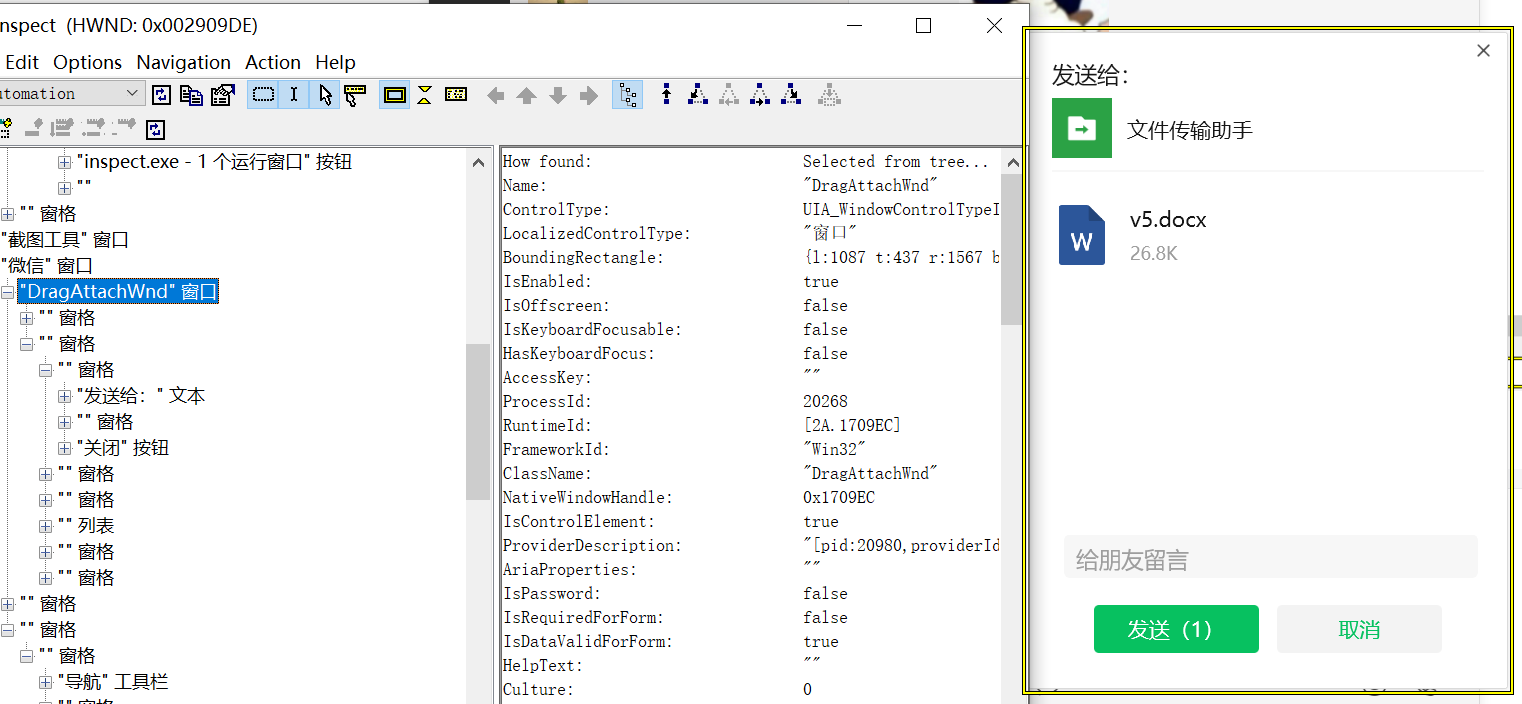 nspect (HWND: 0x002909DE)
Edit Options Navigation Action Help
utomation
"inspect.exe - 1 个运行窗口" 按钮
""
"" 窗格
"截图工具" 窗口
"微信" 窗口
"DragAttachWnd" 窗口
"" 窗格
"" 窗格
"" 窗格
"发送给：" 文本
"" 窗格
"关闭" 按钮
"" 窗格
"" 窗格
"" 列表
"" 窗格
"" 窗格
"" 窗格
"" 窗格
"" 窗格
"导航" 工具栏
"" 窗格
How found: Selected from tree...
Name: "DragAttachWnd"
ControlType: UIA_WindowControlTypeI
LocalizedControlType: "窗口"
BoundingRectangle: {l:1087 t:437 r:1567 b
IsEnabled: true
IsOffscreen: false
IsKeyboardFocusable: false
HasKeyboardFocus: false
AccessKey: ""
ProcessId: 20268
RuntimeId: [2A.1709EC]
FrameworkId: "Win32"
ClassName: "DragAttachWnd"
NativeWindowHandle: 0x1709EC
IsControlElement: true
ProviderDescription: "[pid:20980,providerId
AriaProperties: ""
IsPassword: false
IsRequiredForForm: false
IsDataValidForForm: true
HelpText: ""
Culture: 0
发送给：
文件传输助手
W
v5.docx
26.8K
给朋友留言
发送（1）
取消